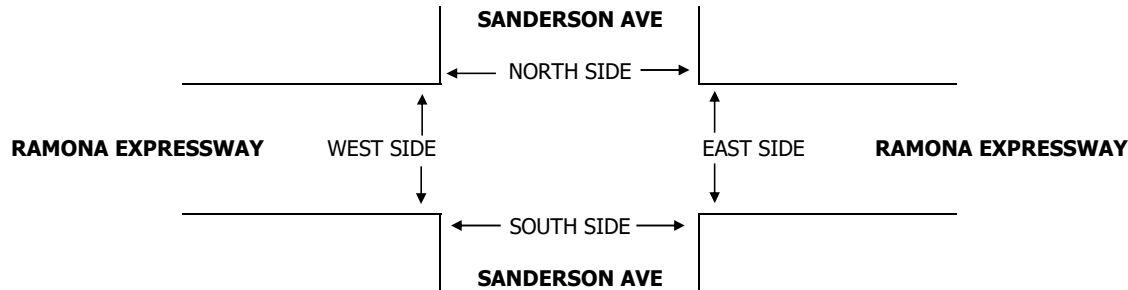 SANDERSON AVE
NORTH SIDE
RAMONA EXPRESSWAY WEST SIDE EAST SIDE RAMONA EXPRESSWAY
SOUTH SIDE
SANDERSON AVE